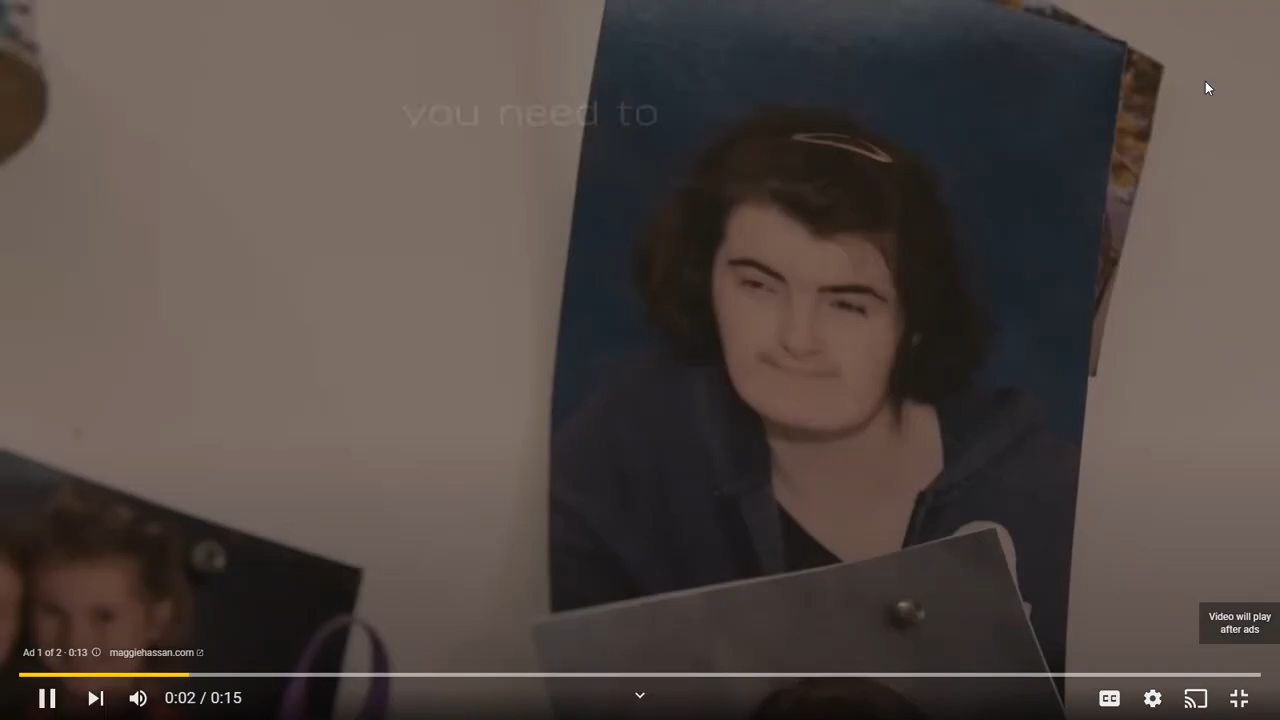 you need to
Video will play
after ads
Ad 1 of 2 · 0:13 maggiehassan.com
0:02 / 0:15
CC